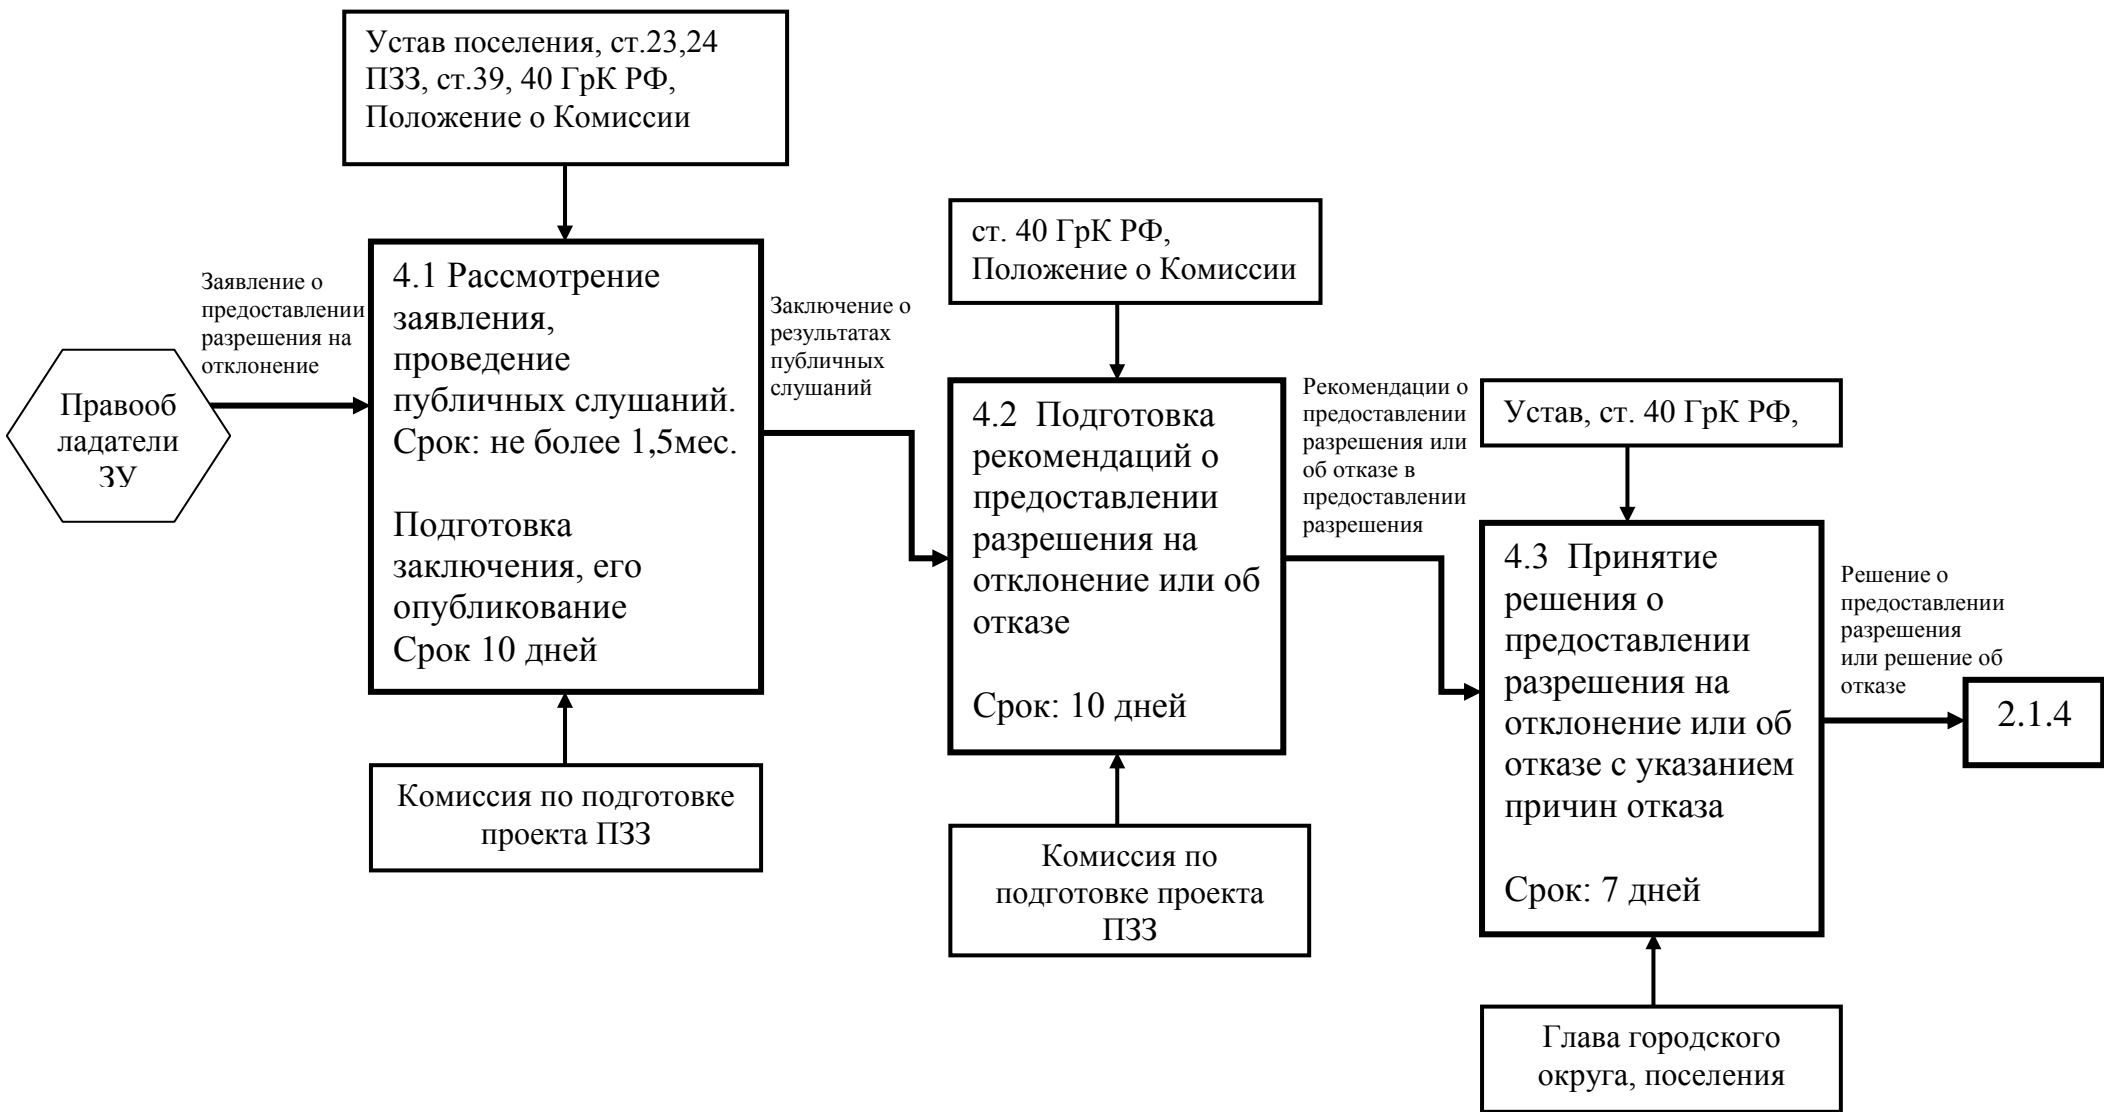 Устав поселения, ст.23,24
ПЗЗ, ст.39, 40 ГрК РФ,
Положение о Комиссии
Правооб
ладатели
ЗУ
Заявление о
предоставлении
разрешения на
отклонение
4.1 Рассмотрение
заявления,
проведение
публичных слушаний.
Срок: не более 1,5мес.
Подготовка
заключения, его
опубликование
Срок 10 дней
Комиссия по подготовке
проекта ПЗЗ
Заключение о
результатах
публичных
слушаний
ст. 40 ГрК РФ,
Положение о Комиссии
4.2 Подготовка
рекомендаций о
предоставлении
разрешения на
отклонение или об
отказе
Срок: 10 дней
Комиссия по
подготовке проекта
ПЗЗ
Рекомендации о
предоставлении
разрешения или
об отказе в
предоставлении
разрешения
Устав, ст. 40 ГрК РФ,
4.3 Принятие
решения о
предоставлении
разрешения на
отклонение или об
отказе с указанием
причин отказа
Срок: 7 дней
Глава городского
округа, поселения
Решение о
предоставлении
разрешения
или решение об
отказе
2.1.4